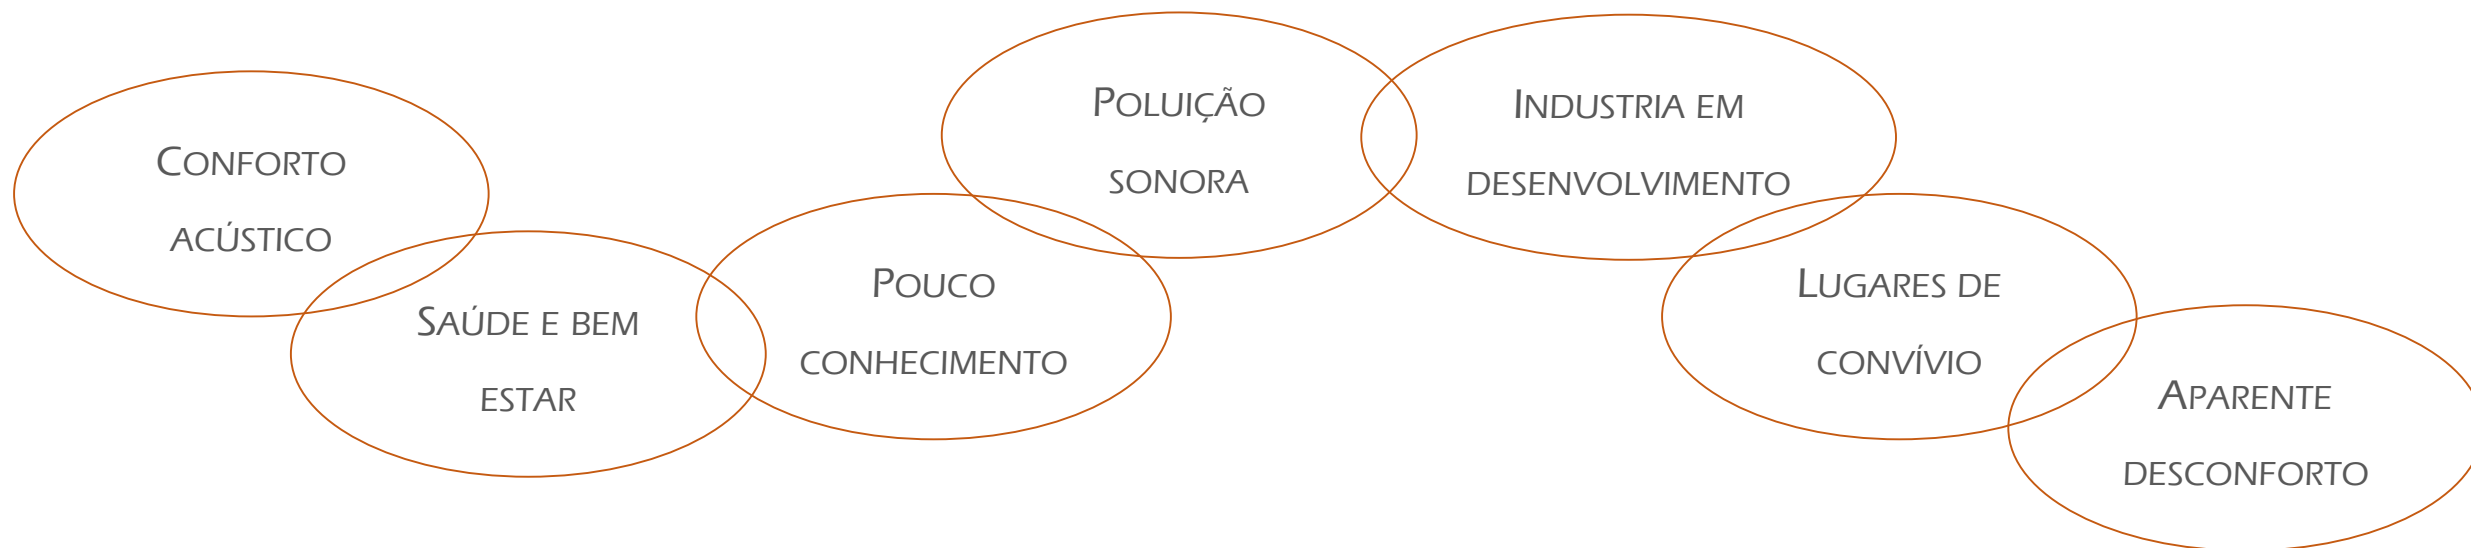 Conforto
acústico
Saúde e bem
estar
Pouco
conhecimento
Poluição
sonora
Industria em
desenvolvimento
Lugares de
convívio
Aparente
desconforto